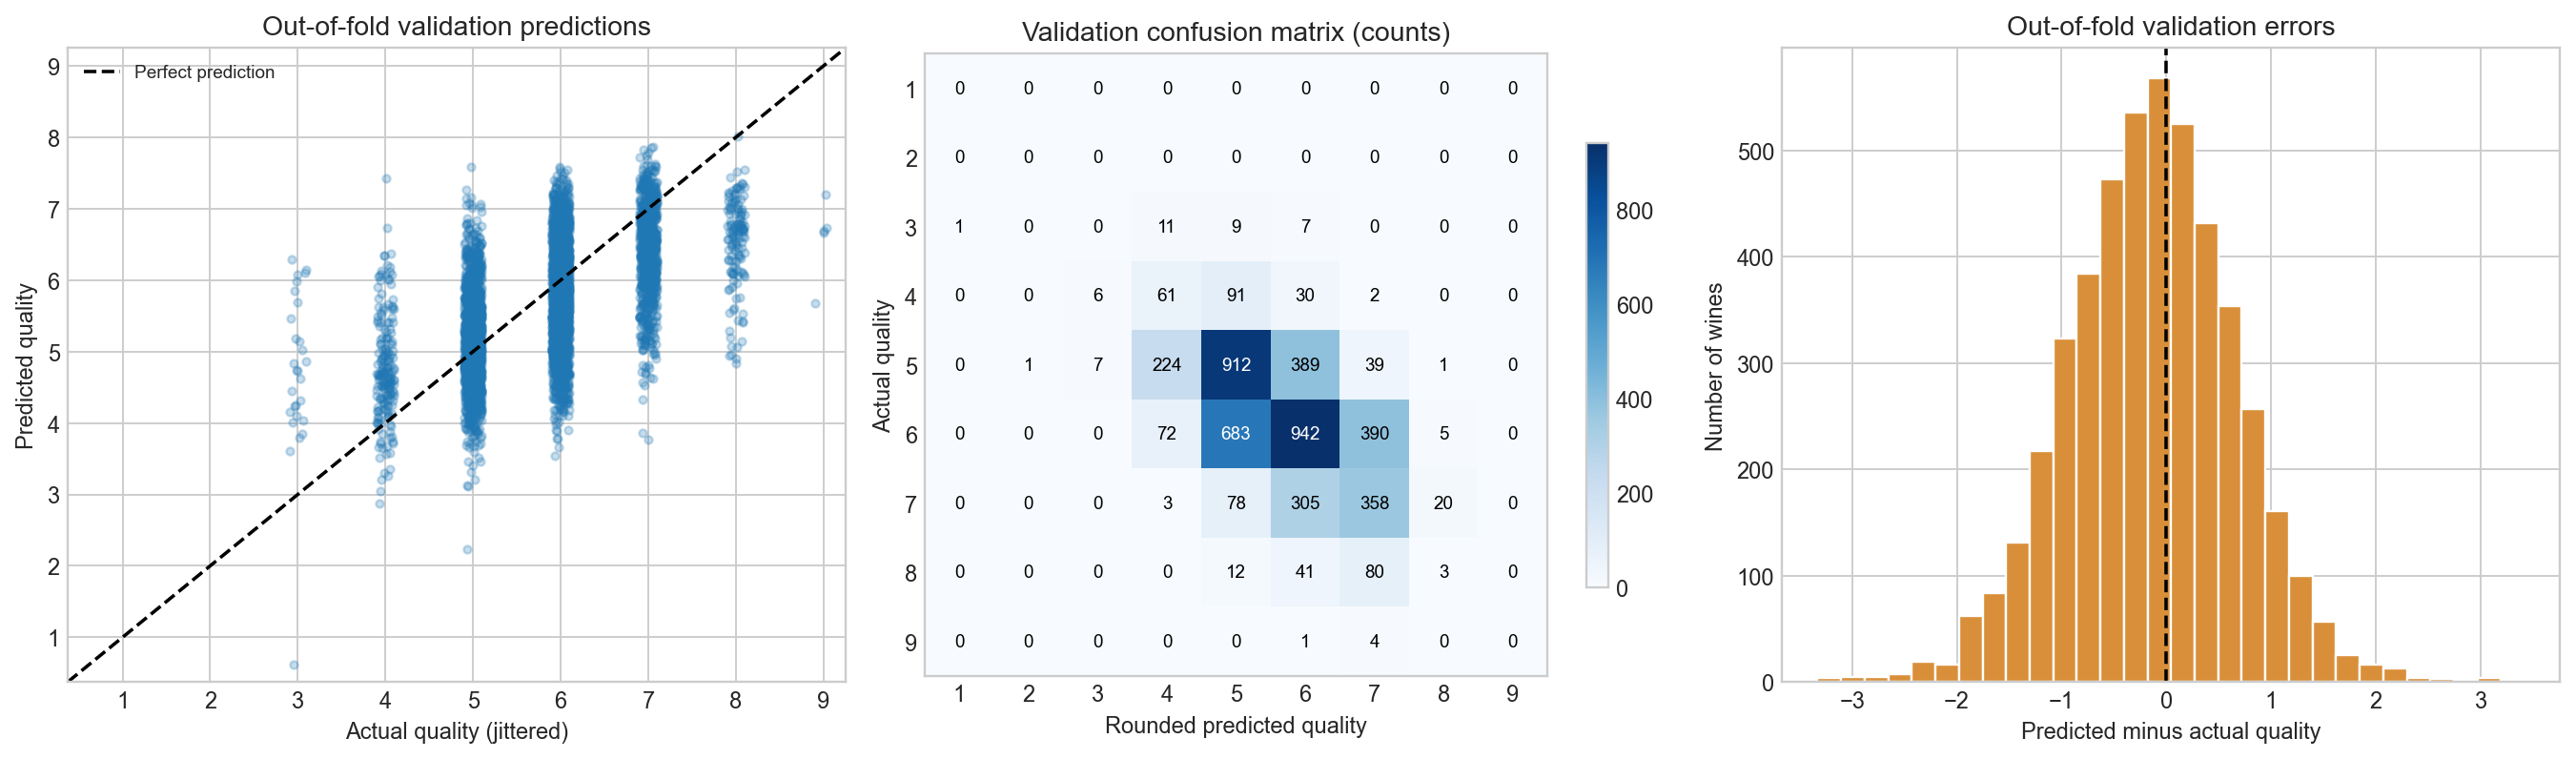 Out-of-fold validation predictions
Perfect prediction
9
8
7
6
5
4
3
2
1
Predicted quality
1 2 3 4 5 6 7 8 9
Actual quality (jittered)
Validation confusion matrix (counts)
Actual quality
1 0 0 0 0 0 0 0 0 0
2 0 0 0 0 0 0 0 0 0
3 1 0 0 11 9 7 0 0 0
4 0 0 6 61 91 30 2 0 0
5 0 1 7 224 912 389 39 1 0
6 0 0 0 72 683 942 390 5 0
7 0 0 0 3 78 305 358 20 0
8 0 0 0 0 12 41 80 3 0
9 0 0 0 0 0 1 4 0 0
1 2 3 4 5 6 7 8 9
Rounded predicted quality
800
600
400
200
0
Out-of-fold validation errors
Number of wines
500
400
300
200
100
0
−3 −2 −1 0 1 2 3
Predicted minus actual quality